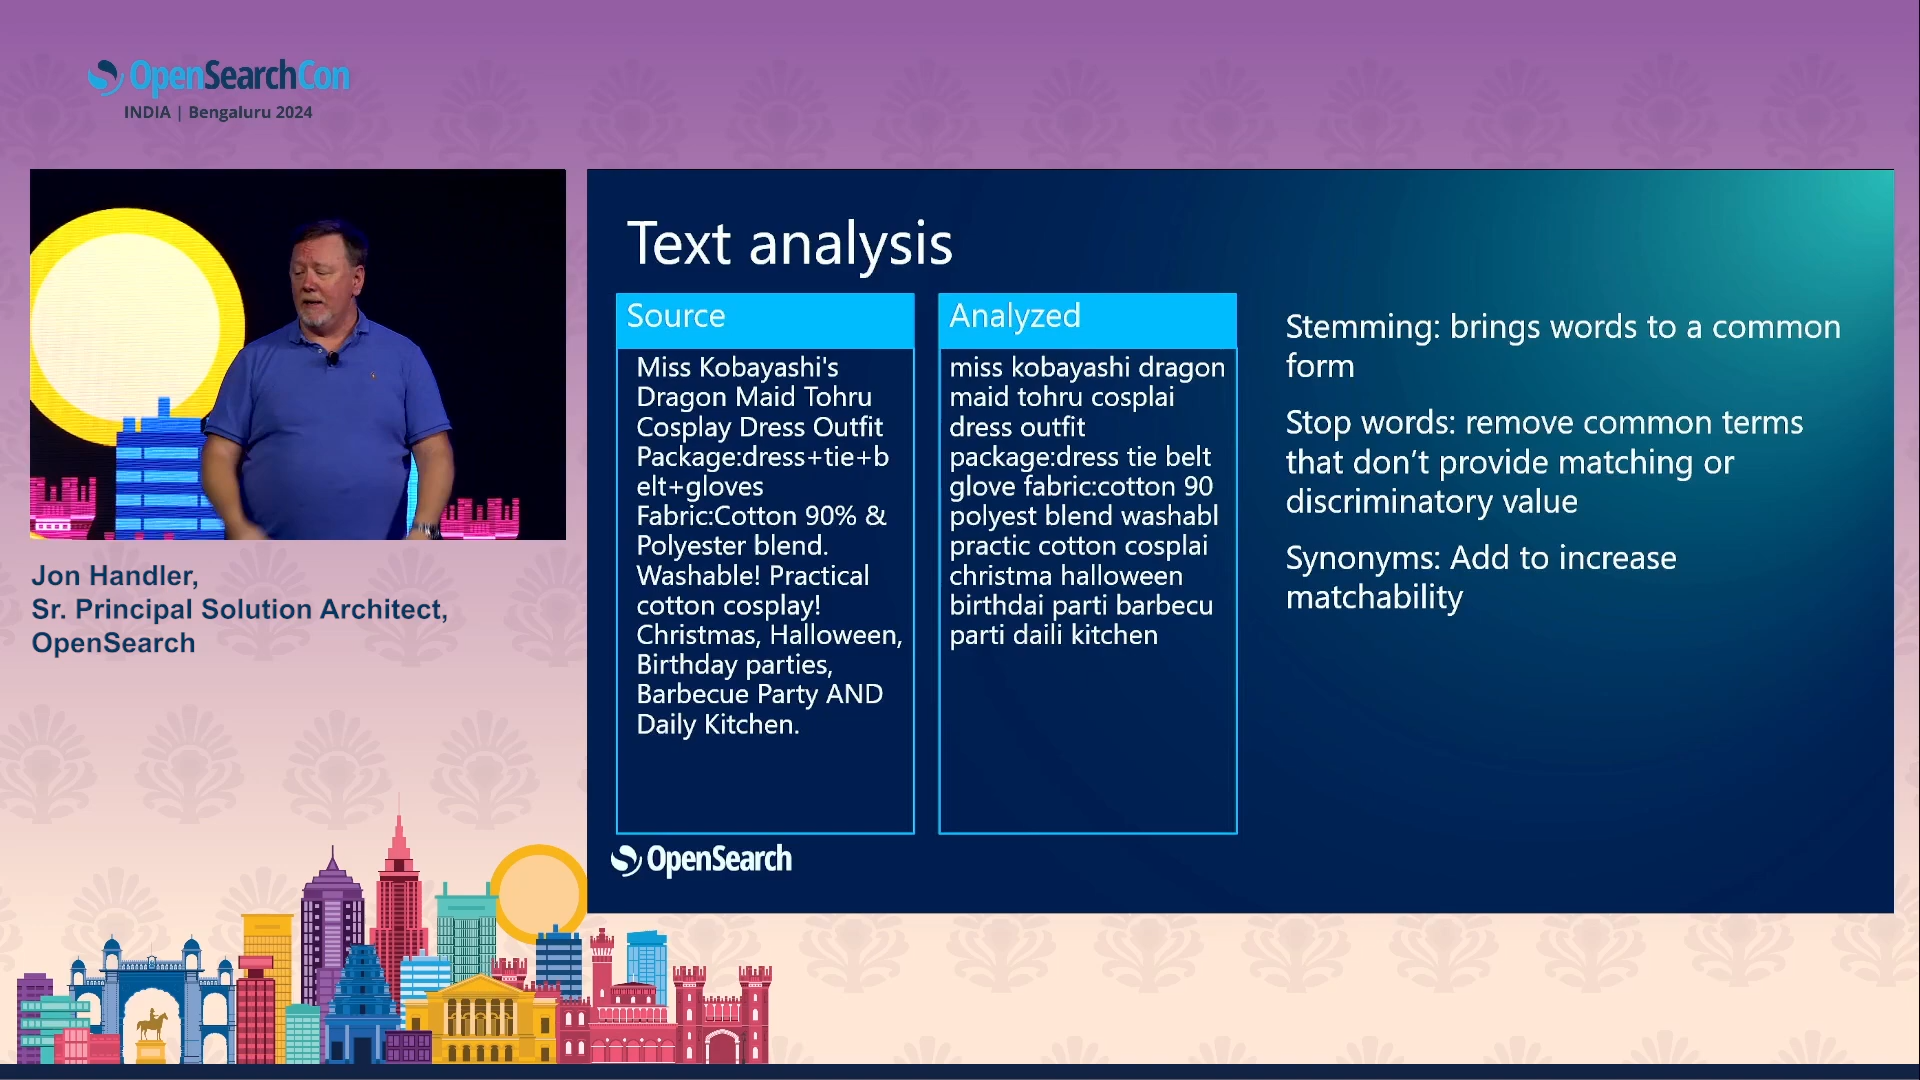 OpenSearchCon
INDIA | Bengaluru 2024
Jon Handler,
Sr. Principal Solution Architect,
OpenSearch
Text analysis
Source
Miss Kobayashi's
Dragon Maid Tohru
Cosplay Dress Outfit
Package:dress+tie+b
elt+gloves
Fabric:Cotton 90% &
Polyester blend.
Washable! Practical
cotton cosplay!
Christmas, Halloween,
Birthday parties,
Barbecue Party AND
Daily Kitchen.
Analyzed
miss kobayashi dragon
maid tohru cosplai
dress outfit
package:dress tie belt
glove fabric:cotton 90
polyest blend washabl
practic cotton cosplai
christma halloween
birthdai parti barbecu
parti daili kitchen
Stemming: brings words to a common
form
Stop words: remove common terms
that don’t provide matching or
discriminatory value
Synonyms: Add to increase
matchability
OpenSearch